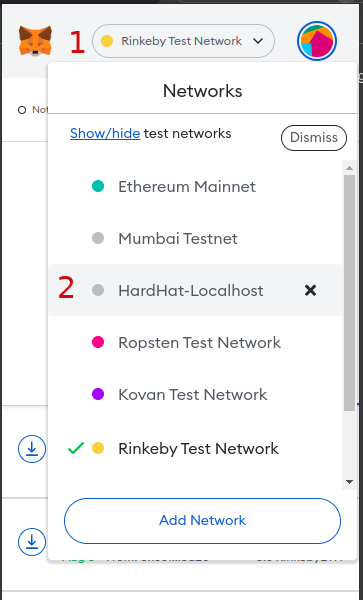 1
Rinkeby Test Network
Networks
Not
Show/hide test networks
Dismiss
Ethereum Mainnet
Mumbai Testnet
2
HardHat-Localhost
Ropsten Test Network
Kovan Test Network
Rinkeby Test Network
Add Network